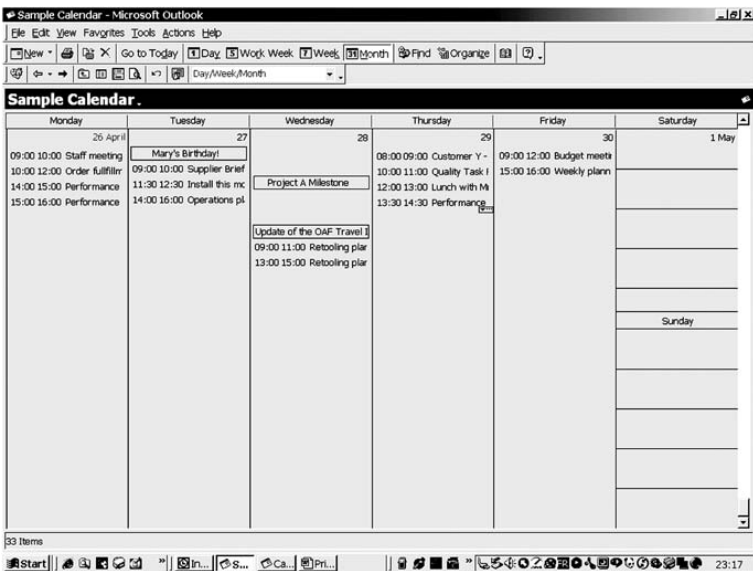 Sample Calendar - Microsoft Outlook
File Edit View Favorites Tools Actions Help
New Go to Today 1 Day 5 Work Week 7 Week 31 Month Find Organize
Day/Week/Month
Sample Calendar.
Monday Tuesday Wednesday Thursday Friday Saturday
26 April 27 28 29 30 1 May
09:00 10:00 Staff meeting
10:00 12:00 Order fullfillm
14:00 15:00 Performance
15:00 16:00 Performance
Mary's Birthday!
09:00 10:00 Supplier Brief
11:30 12:30 Install this mc
14:00 16:00 Operations pl
Project A Milestone
Update of the OAF Travel I
09:00 11:00 Retooling plar
13:00 15:00 Retooling plar
08:00 09:00 Customer Y -
10:00 11:00 Quality Task F
12:00 13:00 Lunch with Mi
13:30 14:30 Performance
09:00 12:00 Budget meetin
15:00 16:00 Weekly plann
Sunday
33 Items
Start In... S... Ca... Pri... 23:17